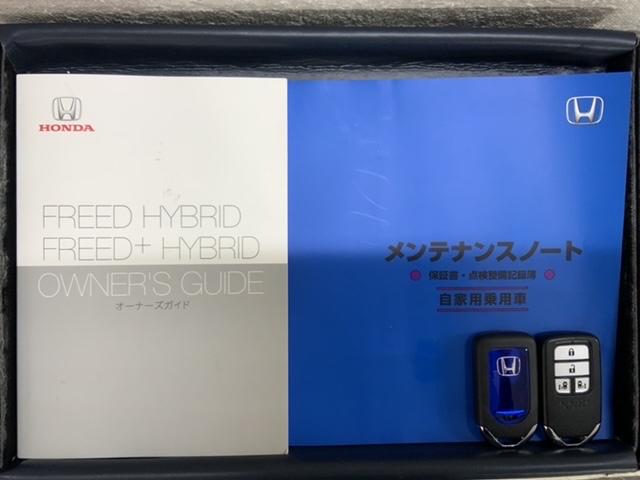 HONDA
FREED HYBRID
FREED+ HYBRID
OWNER'S GUIDE
オーナーズガイド
メンテナンスノート
保証書・点検整備記録簿
自家用乗用車